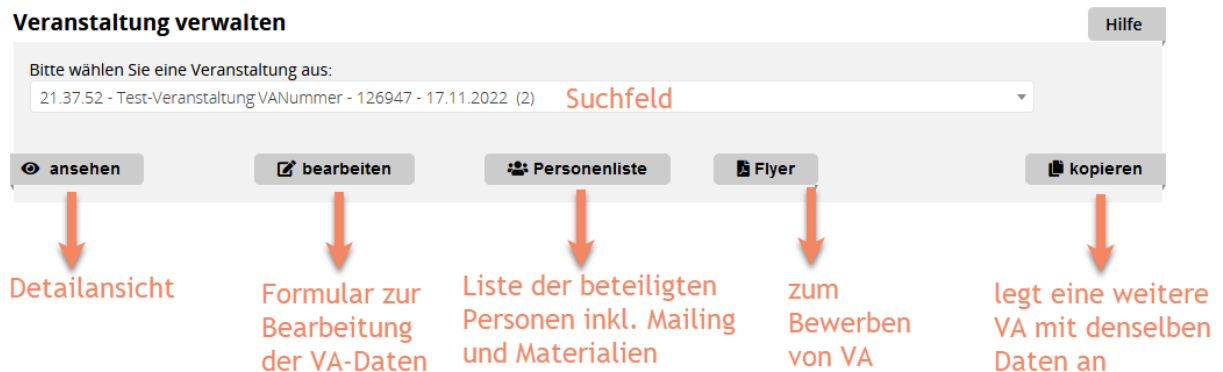 Veranstaltung verwalten
Hilfe
Bitte wählen Sie eine Veranstaltung aus:
21.37.52 - Test-Veranstaltung VANummer - 126947 - 17.11.2022 (2)
Suchfeld
ansehen
bearbeiten
Personenliste
Flyer
kopieren
Detailansicht
Formular zur
Bearbeitung
der VA-Daten
Liste der beteiligten
Personen inkl. Mailing
und Materialien
zum
Bewerben
von VA
legt eine weitere
VA mit denselben
Daten an